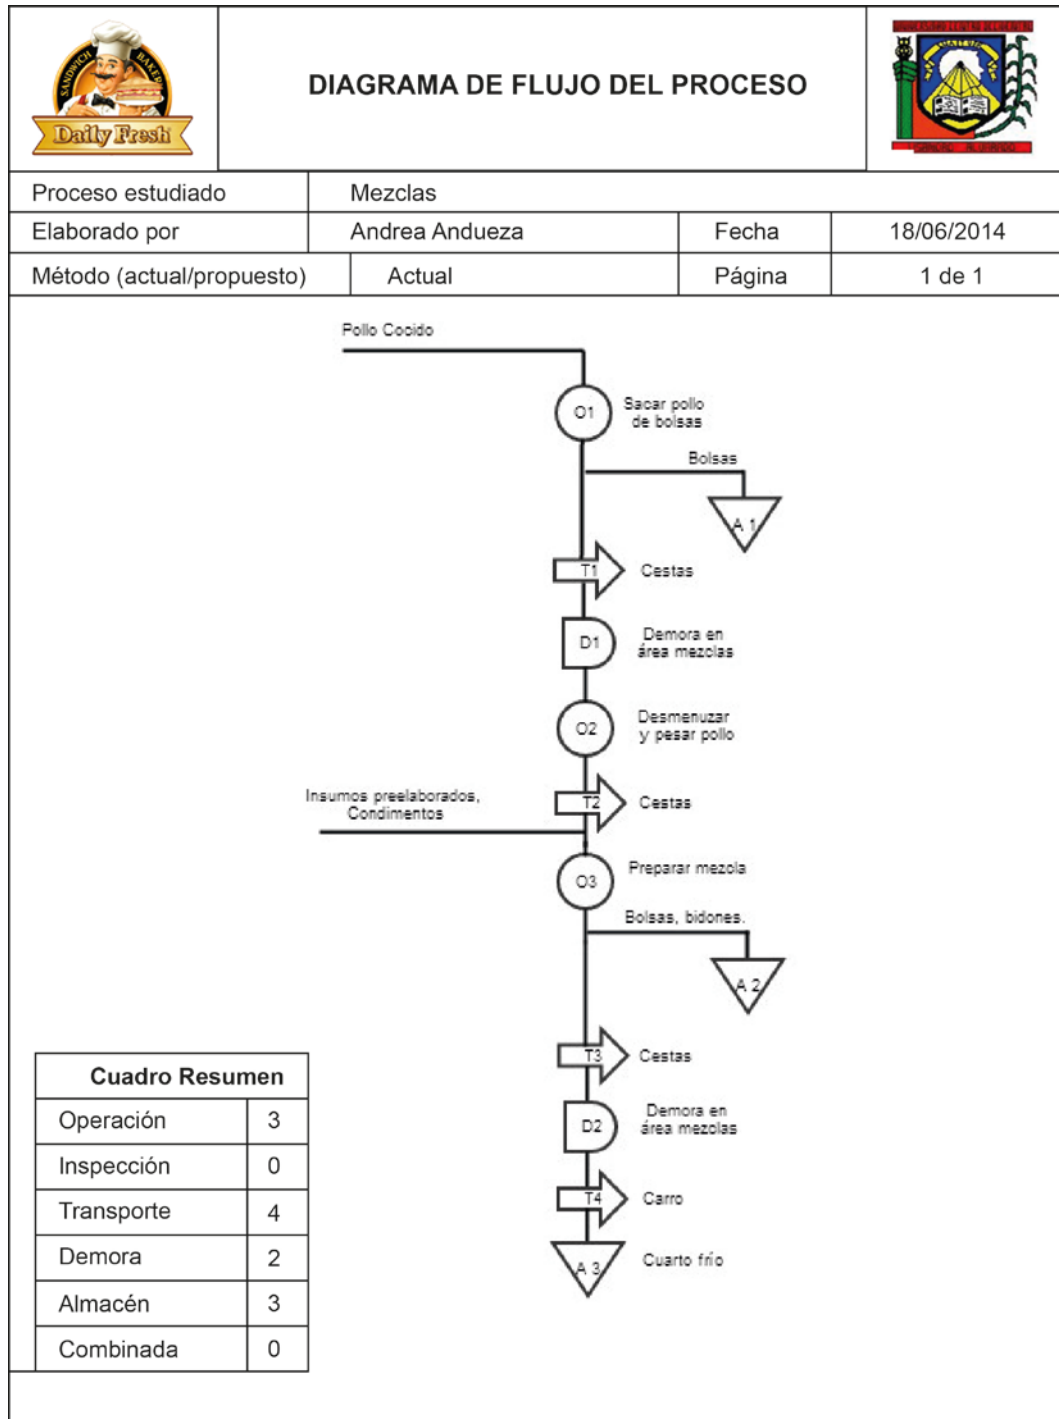 SANDWICH BAKERY
Daily Fresh
DIAGRAMA DE FLUJO DEL PROCESO
LISANDRO ALVARADO
Proceso estudiado Mezclas
Elaborado por Andrea Andueza Fecha 18/06/2014
Método (actual/propuesto) Actual Página 1 de 1
Pollo Cocido
O1
Sacar pollo
de bolsas
Bolsas
A 1
T1
Cestas
D1
Demora en
área mezclas
O2
Desmenuzar
y pesar pollo
Insumos preelaborados,
Condimentos
T2
Cestas
O3
Preparar mezcla
Bolsas, bidones.
A 2
T3
Cestas
D2
Demora en
área mezclas
T4
Carro
A 3
Cuarto frío
Cuadro Resumen
Operación 3
Inspección 0
Transporte 4
Demora 2
Almacén 3
Combinada 0